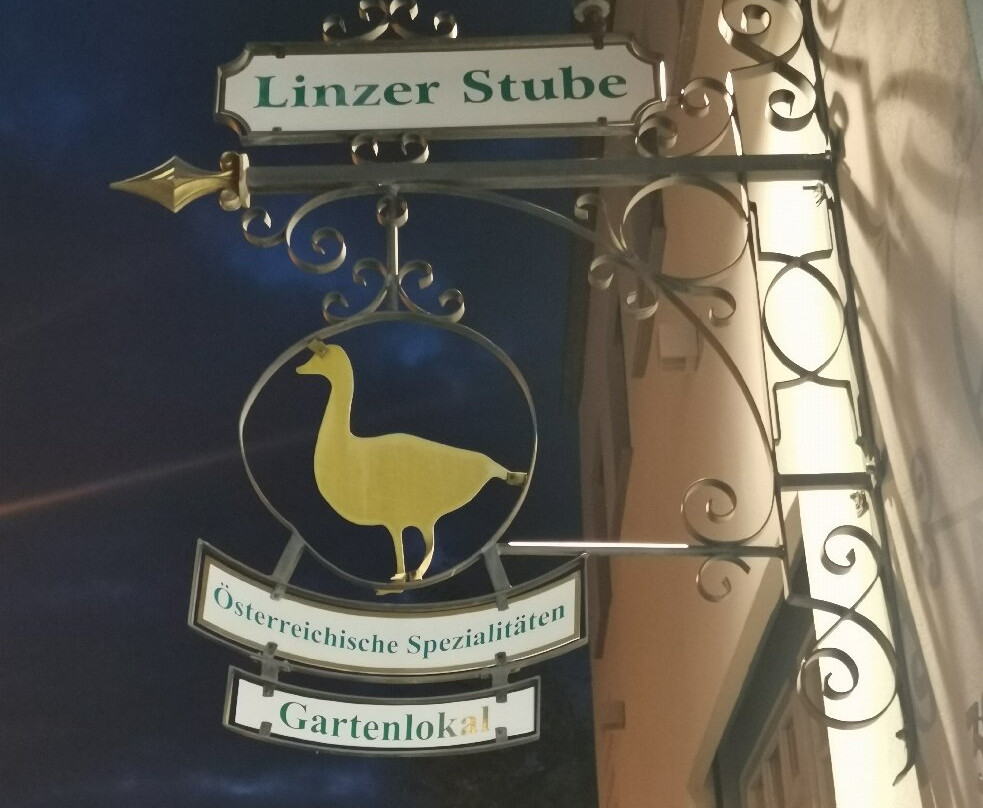 Linzer Stube
Österreichische Spezialitäten
Gartenlokal